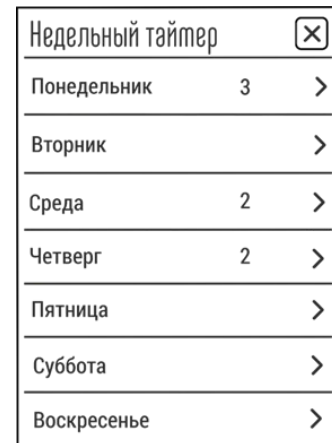 Недельный таймер
Понедельник 3
Вторник
Среда 2
Четверг 2
Пятница
Суббота
Воскресенье